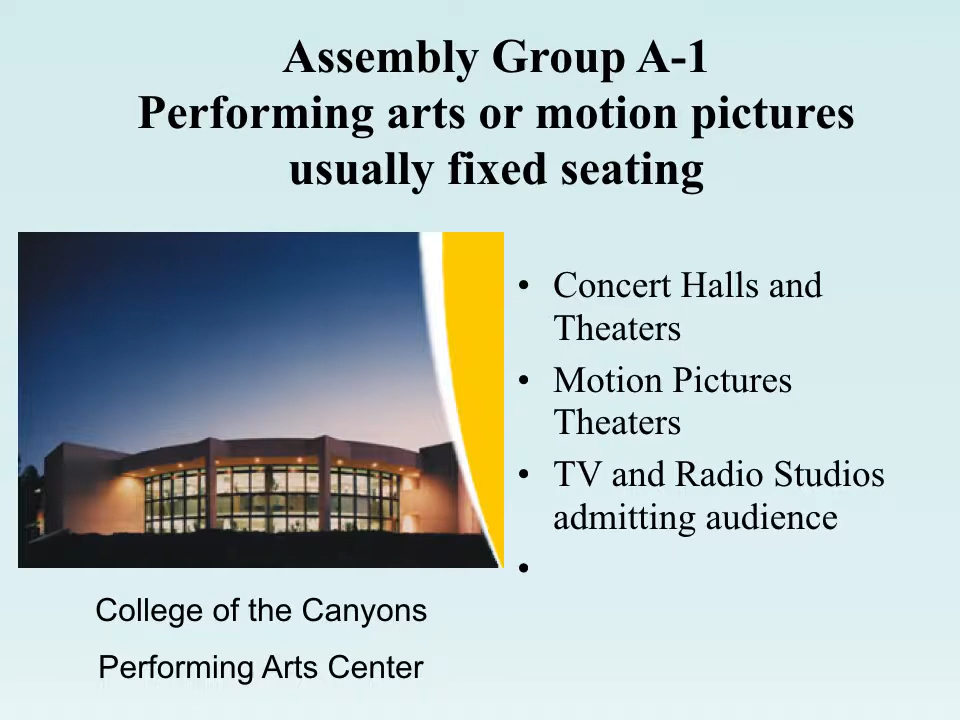 Assembly Group A-1
Performing arts or motion pictures
usually fixed seating
• Concert Halls and
Theaters
• Motion Pictures
Theaters
• TV and Radio Studios
admitting audience
•
College of the Canyons
Performing Arts Center